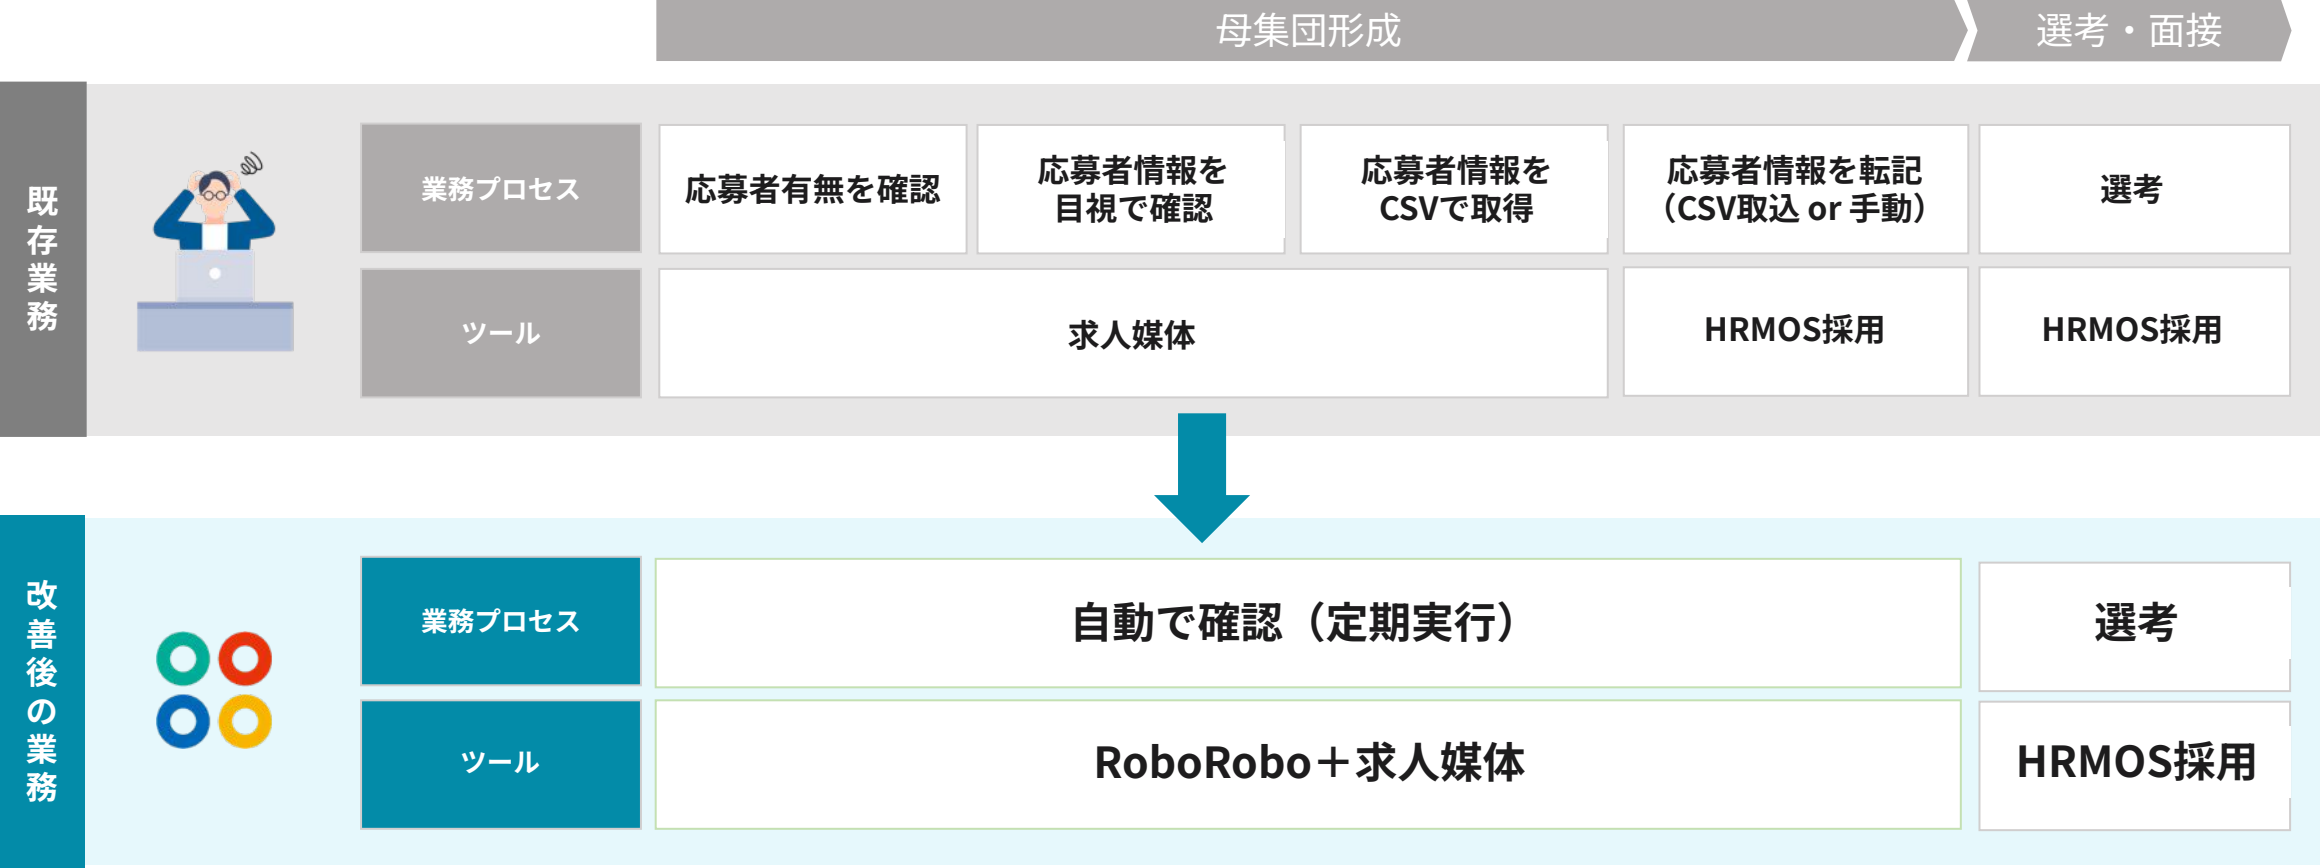 母集団形成
選考・面接
既存業務
業務プロセス
応募者有無を確認
応募者情報を
目視で確認
応募者情報を
CSVで取得
応募者情報を転記
（CSV取込 or 手動）
選考
ツール
求人媒体
HRMOS採用
HRMOS採用
改善後の業務
業務プロセス
自動で確認（定期実行）
選考
ツール
RoboRobo＋求人媒体
HRMOS採用